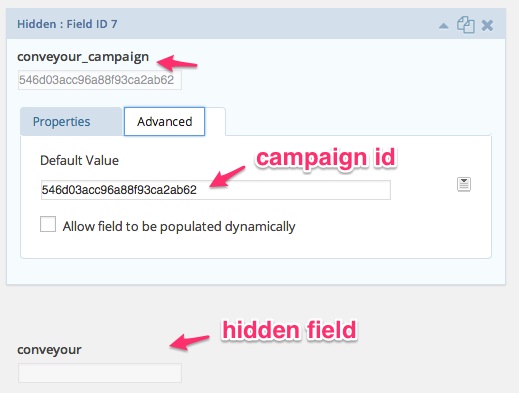 Hidden : Field ID 7
conveyour_campaign
546d03acc96a88f93ca2ab62
Properties
Advanced
Default Value
campaign id
546d03acc96a88f93ca2ab62
Allow field to be populated dynamically
hidden field
conveyour